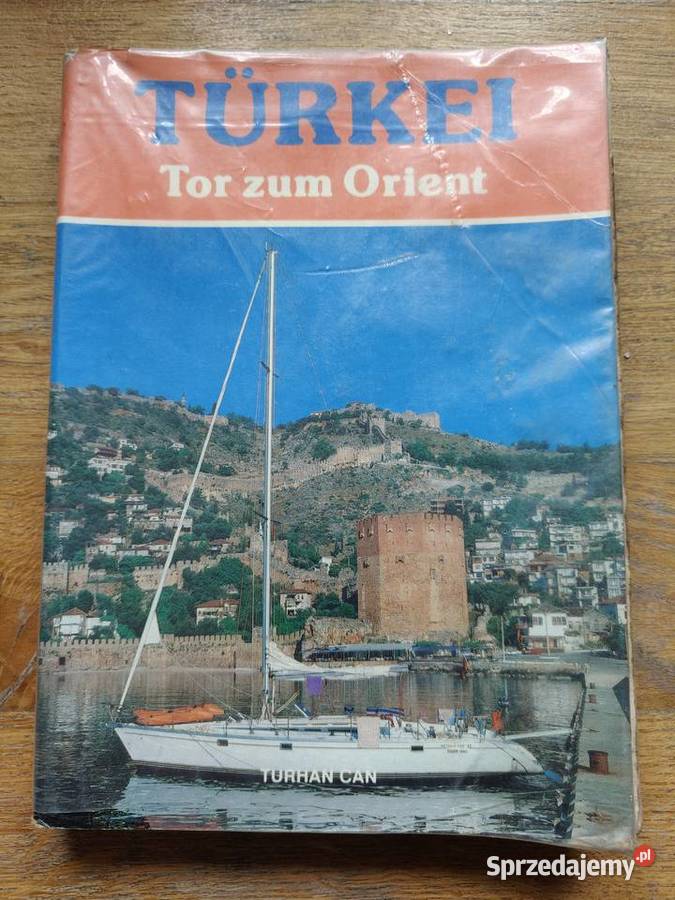 TÜRKEI
Tor zum Orient
TURHAN CAN
Sprzedajemy.pl